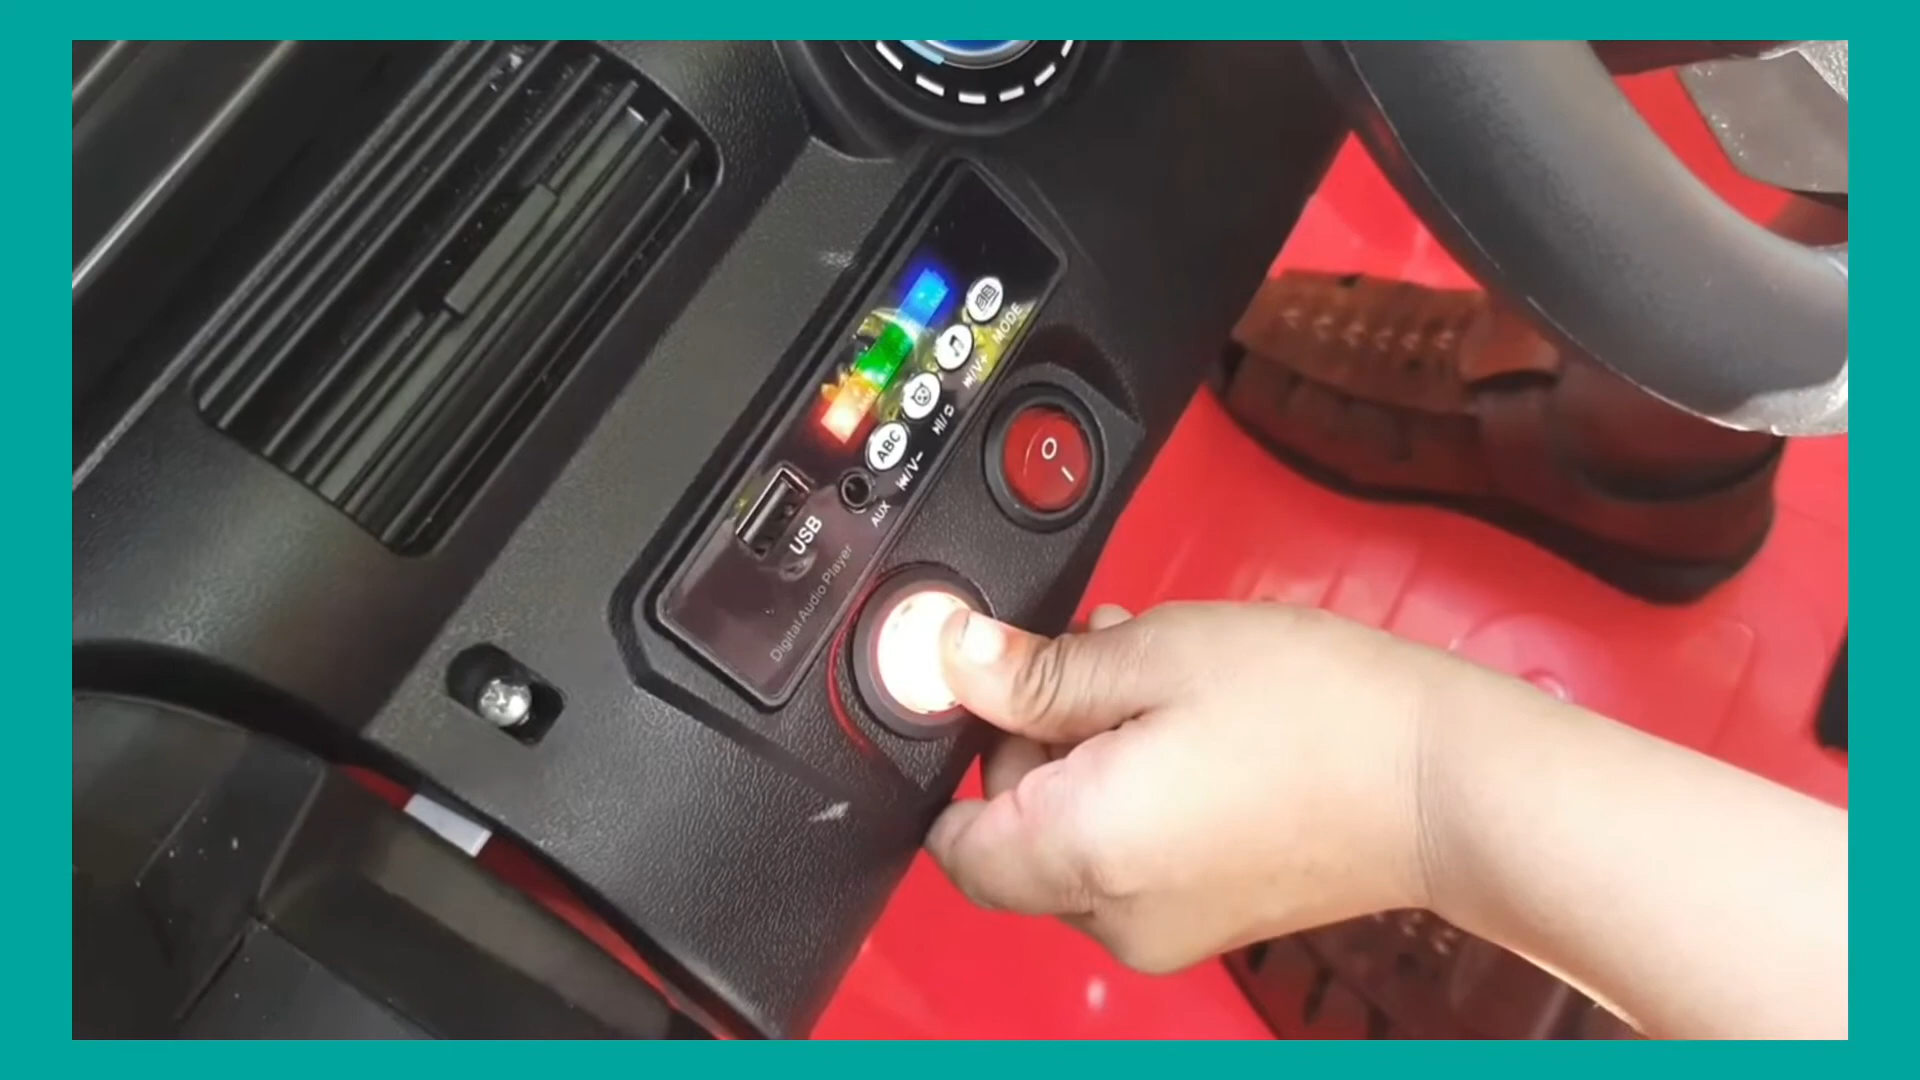 MODE
⏭/V+
⏯/⮌
ABC
⏮/V-
AUX
USB
Digital Audio Player
O
I